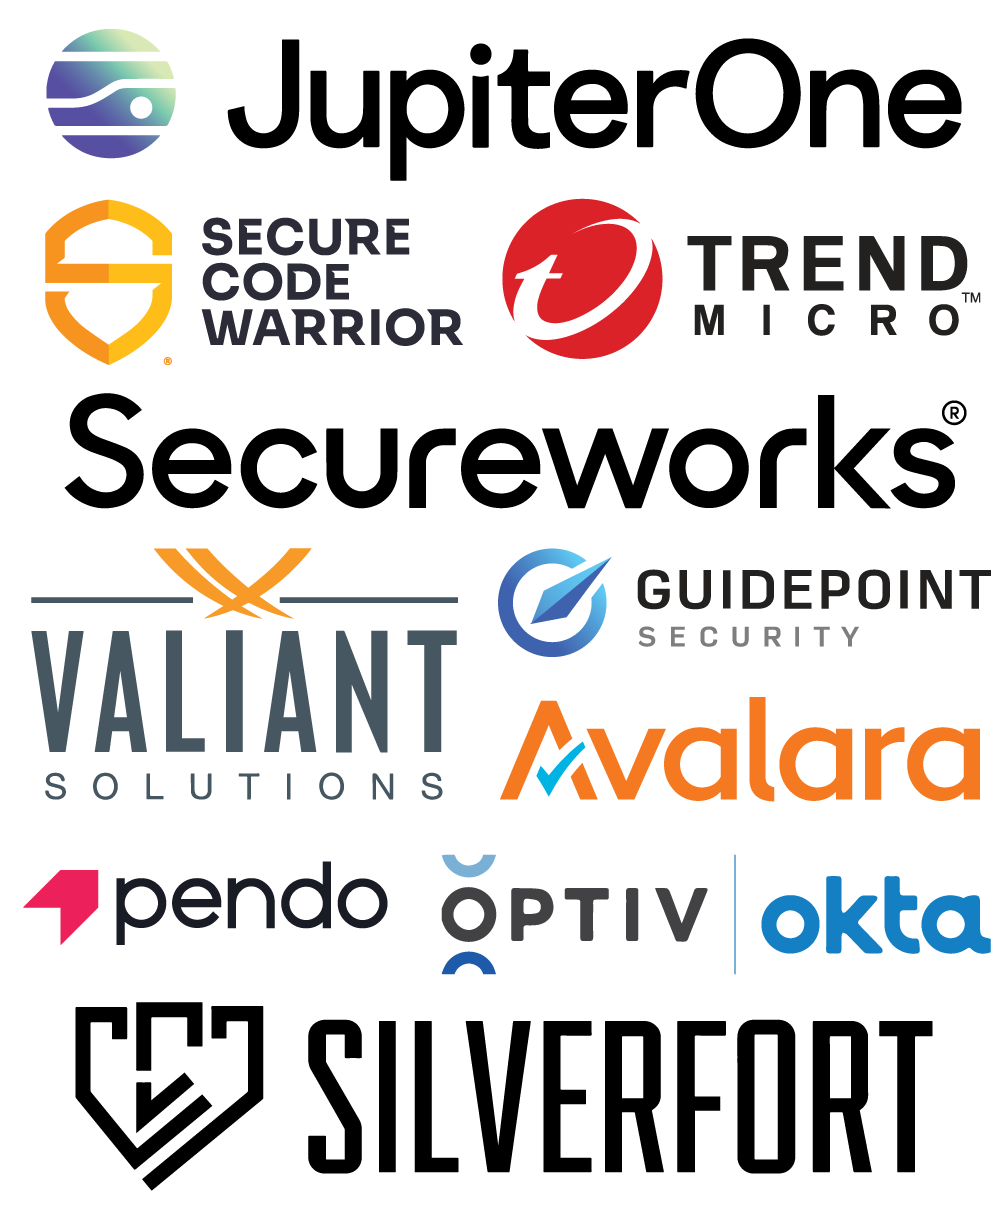 JupiterOne
SECURE
CODE
WARRIOR
®
TREND
MICRO™
Secureworks®
VALIANT
SOLUTIONS
GUIDEPOINT
SECURITY
Avalara
pendo
OPTIV
okta
SILVERFORT